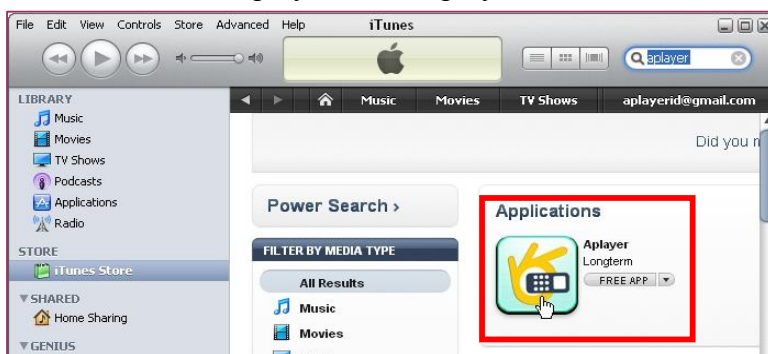 File Edit View Controls Store Advanced Help iTunes
aplayer
LIBRARY
Music
Movies
TV Shows
Podcasts
Applications
Radio
STORE
iTunes Store
SHARED
Home Sharing
GENIUS
Music Movies TV Shows aplayerid@gmail.com
Did you
Power Search ›
FILTER BY MEDIA TYPE
All Results
Music
Movies
Applications
Aplayer
Longterm
FREE APP